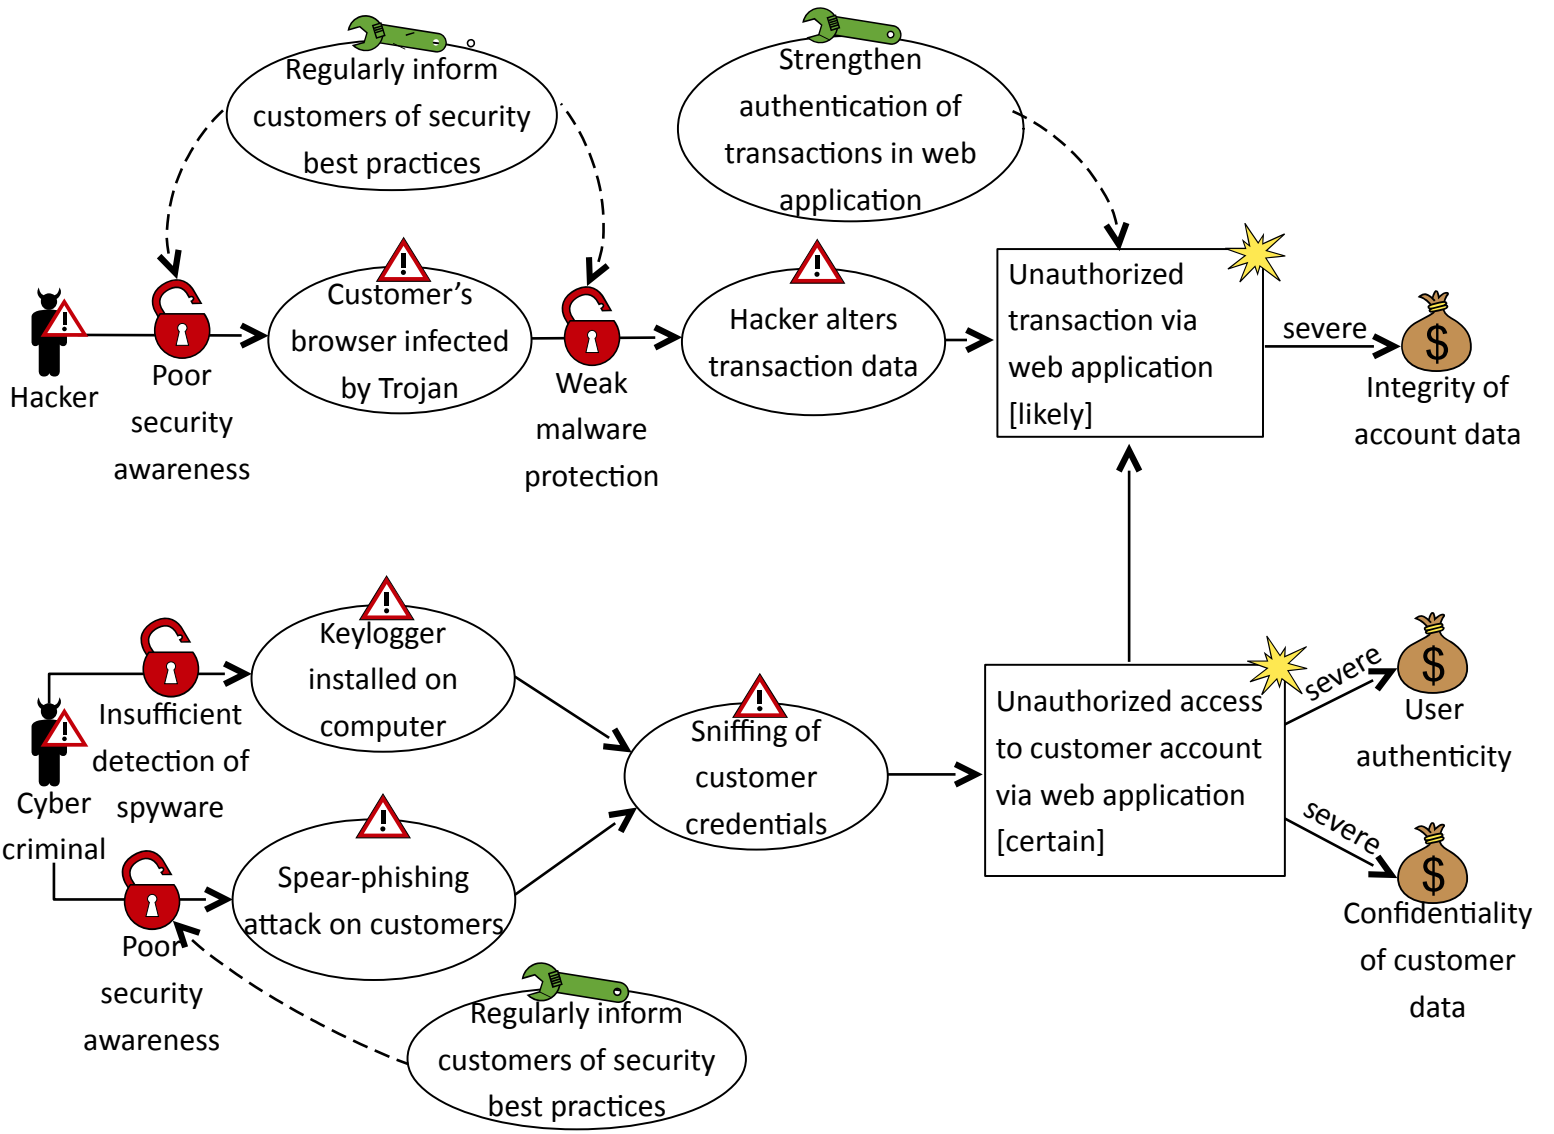 Regularly inform
customers of security
best practices
Strengthen
authentication of
transactions in web
application
Hacker
Poor
security
awareness
Customer's
browser infected
by Trojan
Weak
malware
protection
Hacker alters
transaction data
Unauthorized
transaction via
web application
[likely]
severe
$
Integrity of
account data
Cyber
criminal
Insufficient
detection of
spyware
Keylogger
installed on
computer
Poor
security
awareness
Spear-phishing
attack on customers
Regularly inform
customers of security
best practices
Sniffing of
customer
credentials
Unauthorized access
to customer account
via web application
[certain]
severe
$
User
authenticity
severe
$
Confidentiality
of customer
data